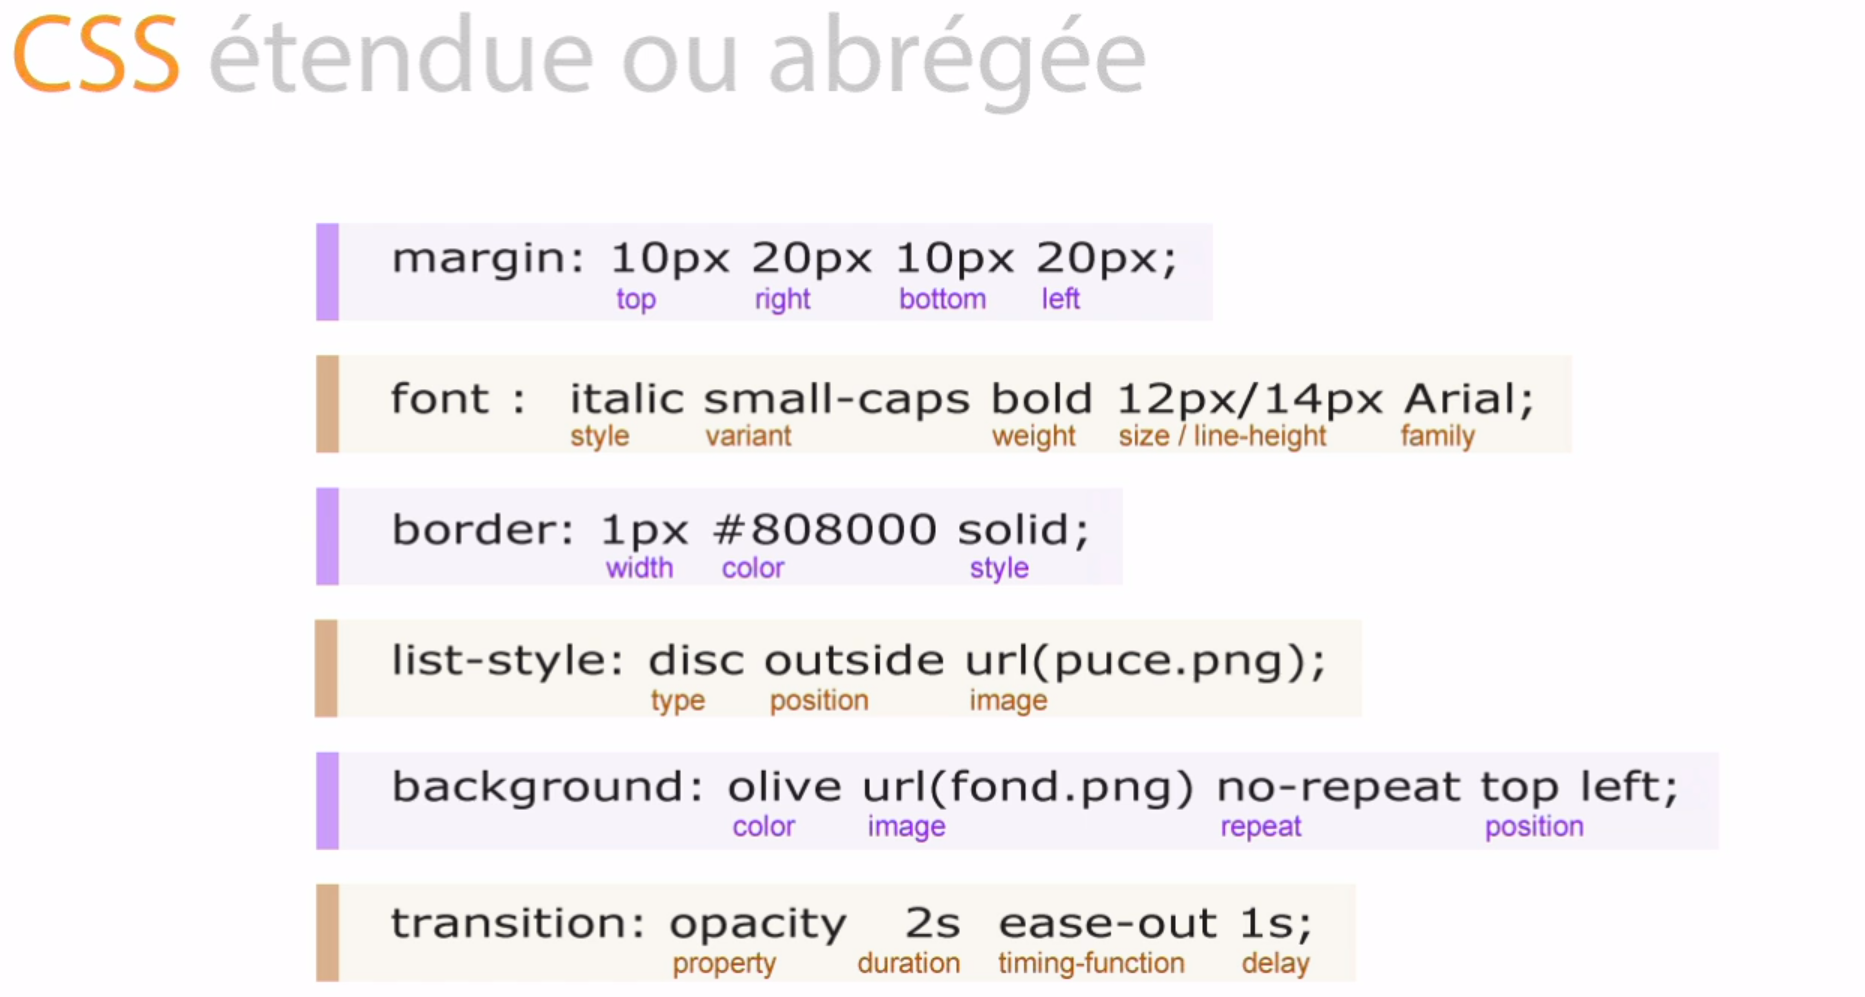 CSS étendue ou abrégée
margin: 10px 20px 10px 20px;
top right bottom left
font : italic small-caps bold 12px/14px Arial;
style variant weight size / line-height family
border: 1px #808000 solid;
width color style
list-style: disc outside url(puce.png);
type position image
background: olive url(fond.png) no-repeat top left;
color image repeat position
transition: opacity 2s ease-out 1s;
property duration timing-function delay